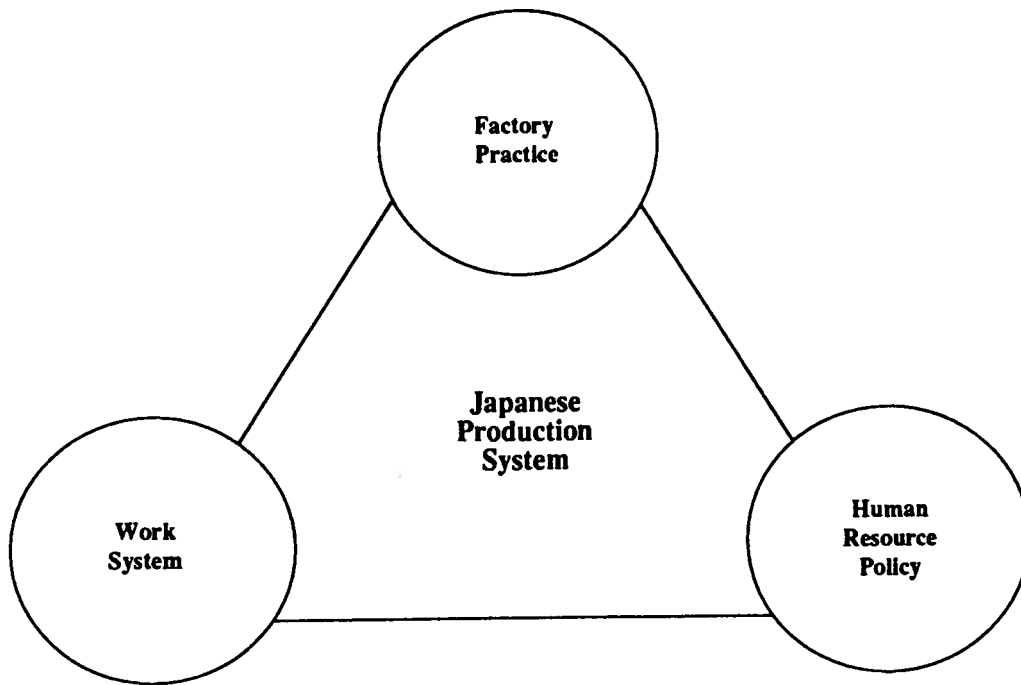 Factory
Practice
Japanese
Production
System
Work
System
Human
Resource
Policy